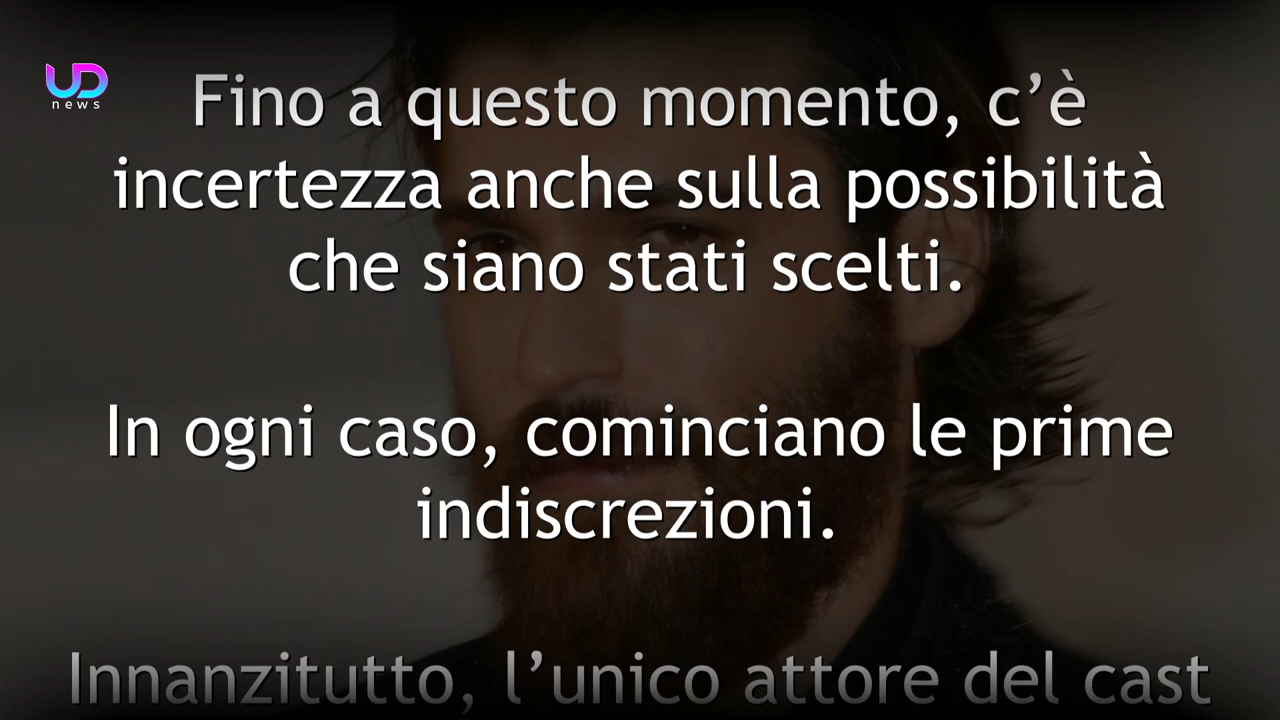 UD
news
Fino a questo momento, c’è
incertezza anche sulla possibilità
che siano stati scelti.
In ogni caso, cominciano le prime
indiscrezioni.
Innanzitutto, l’unico attore del cast